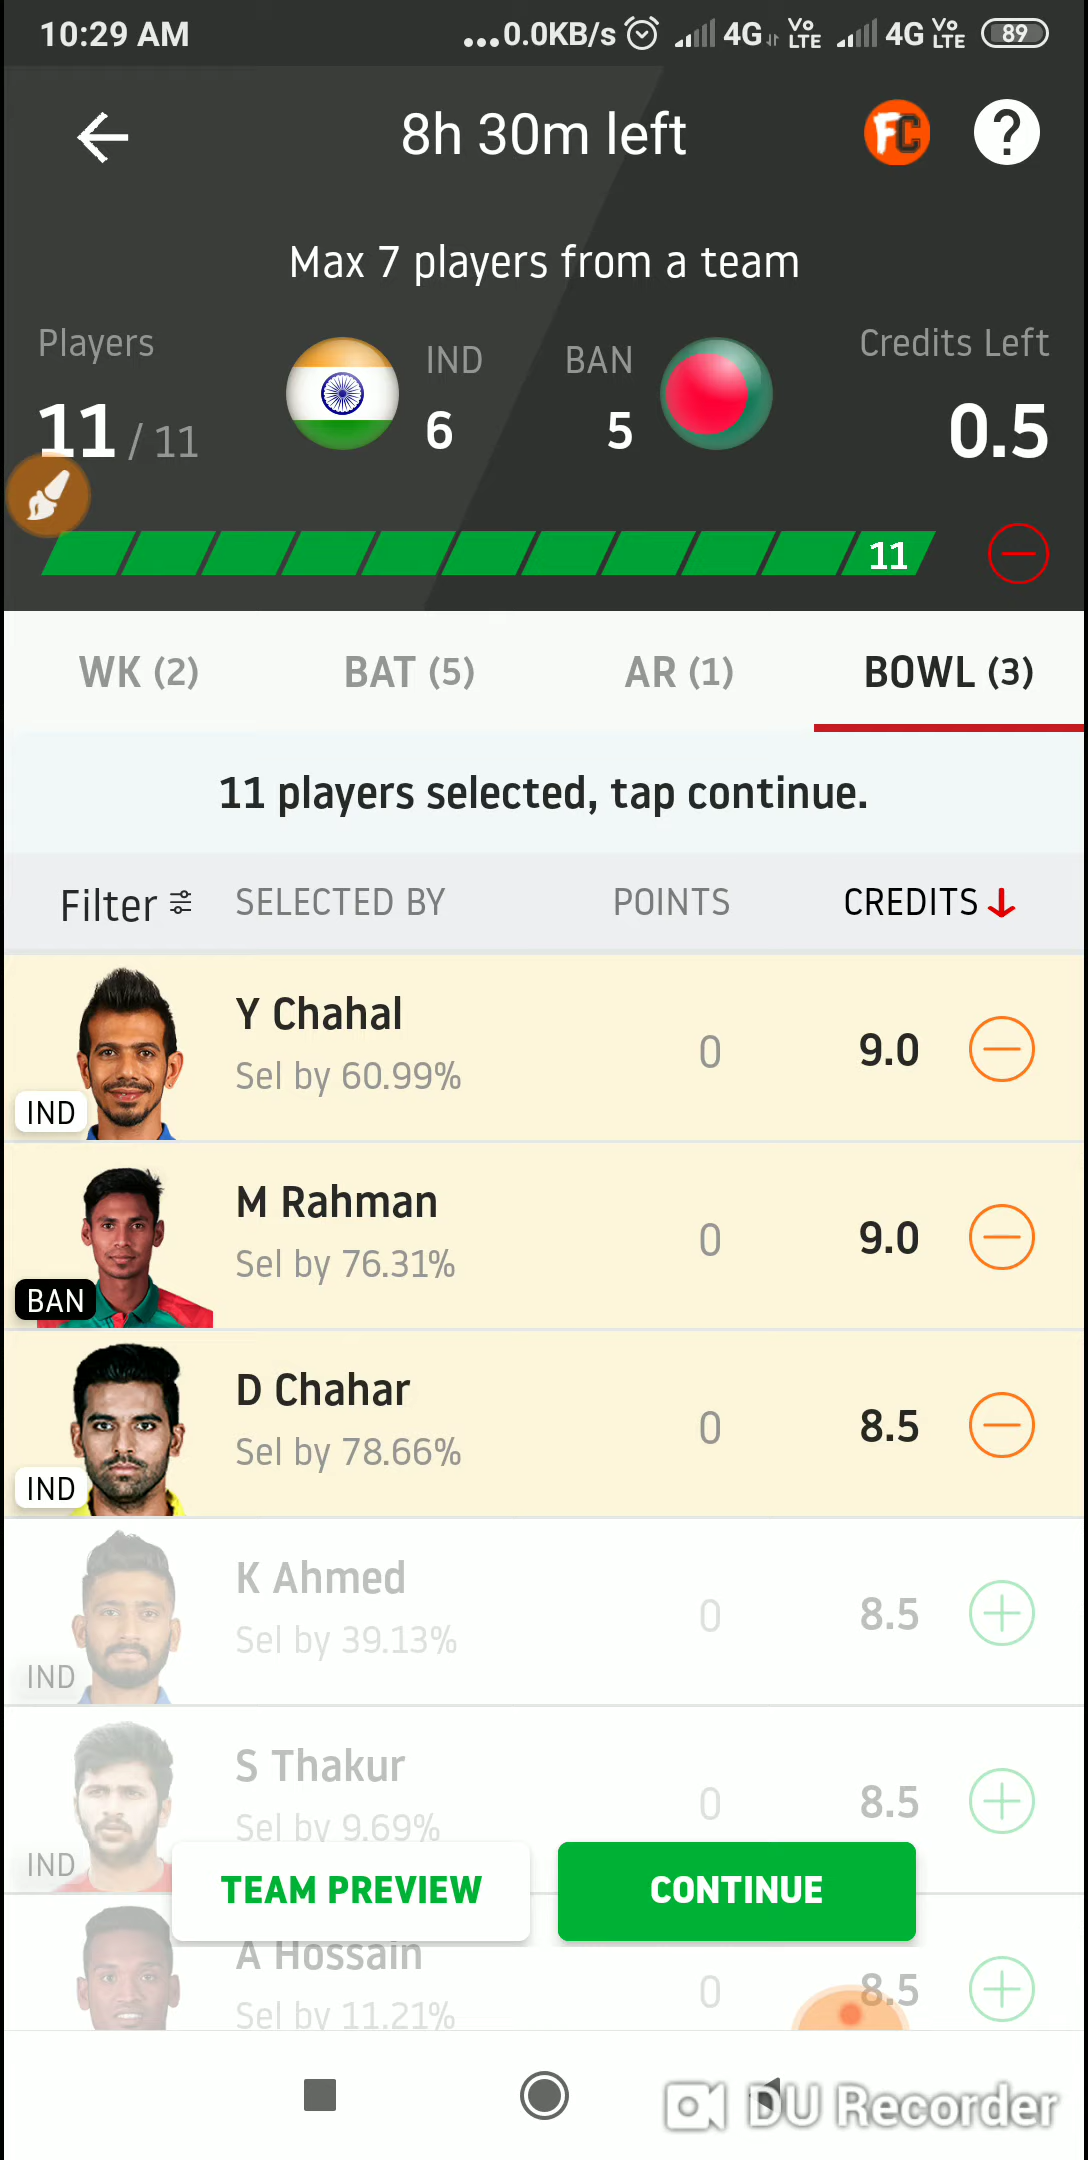 10:29 AM ...0.0KB/s 4G Vo LTE 4G Vo LTE 89
8h 30m left FC ?
Max 7 players from a team
Players IND BAN Credits Left
11 / 11 6 5 0.5
11
WK (2) BAT (5) AR (1) BOWL (3)
11 players selected, tap continue.
Filter SELECTED BY POINTS CREDITS
Y Chahal
Sel by 60.99% 0 9.0
IND
M Rahman
Sel by 76.31% 0 9.0
BAN
D Chahar
Sel by 78.66% 0 8.5
IND
K Ahmed
Sel by 39.13% 0 8.5
IND
S Thakur
Sel by 9.69% 0 8.5
IND
TEAM PREVIEW CONTINUE
A Hossain
Sel by 11.21% 0 8.5
DU Recorder